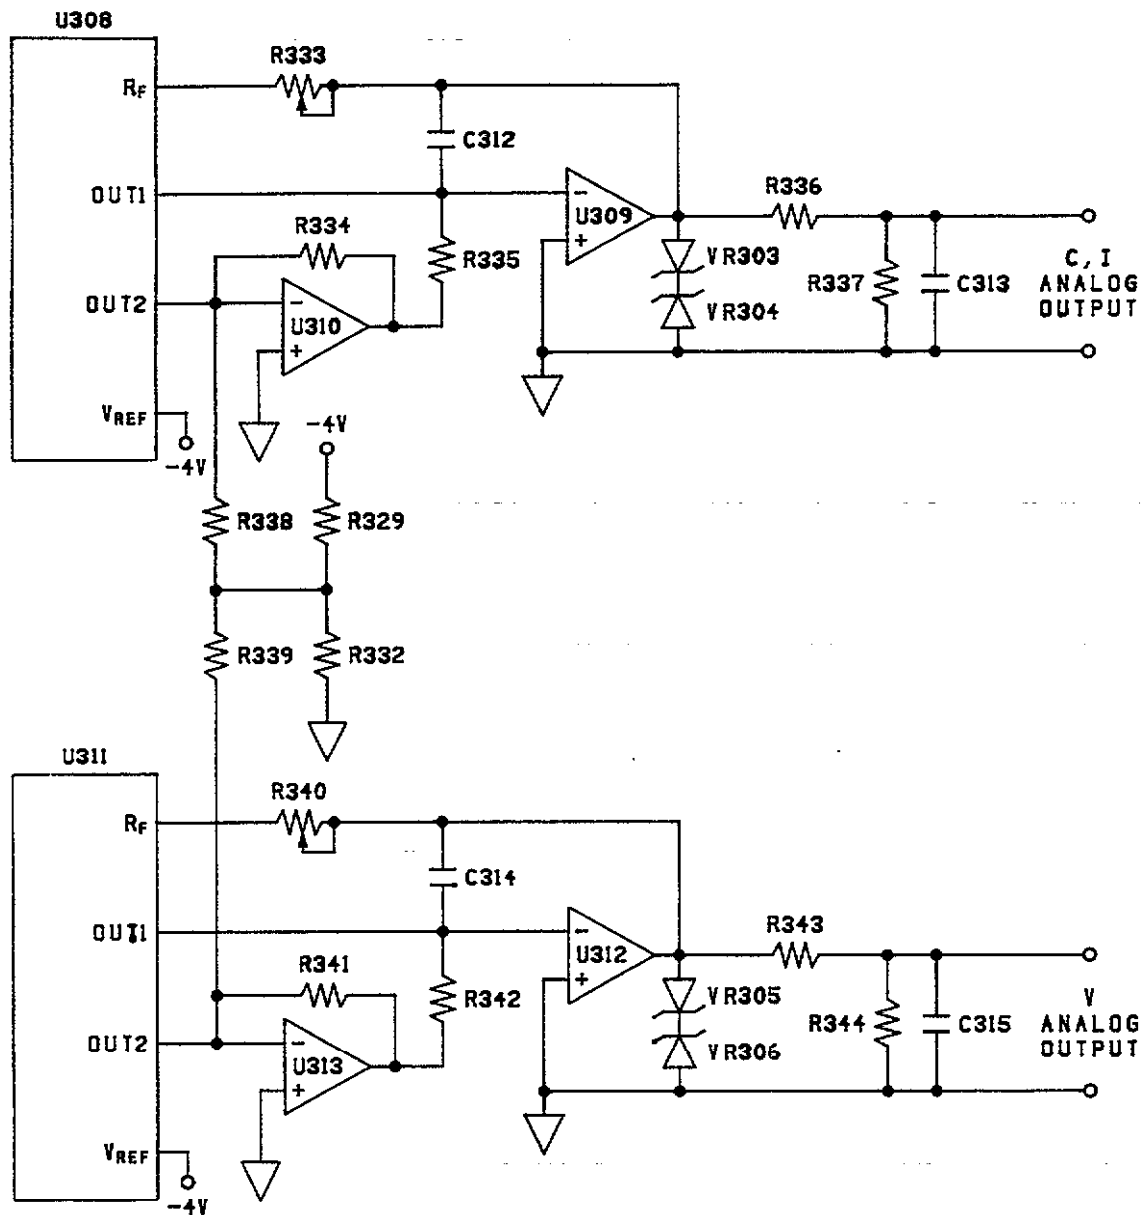 U308
RF
R333
C312
OUT1
R334
R335
OUT2
U310
VREF
-4V
U309
R336
VR303
VR304
R337
C313
C, I
ANALOG
OUTPUT
-4V
R338
R329
R339
R332
U311
RF
R340
C314
OUT1
R341
R342
OUT2
U313
VREF
-4V
U312
R343
VR305
VR306
R344
C315
V
ANALOG
OUTPUT